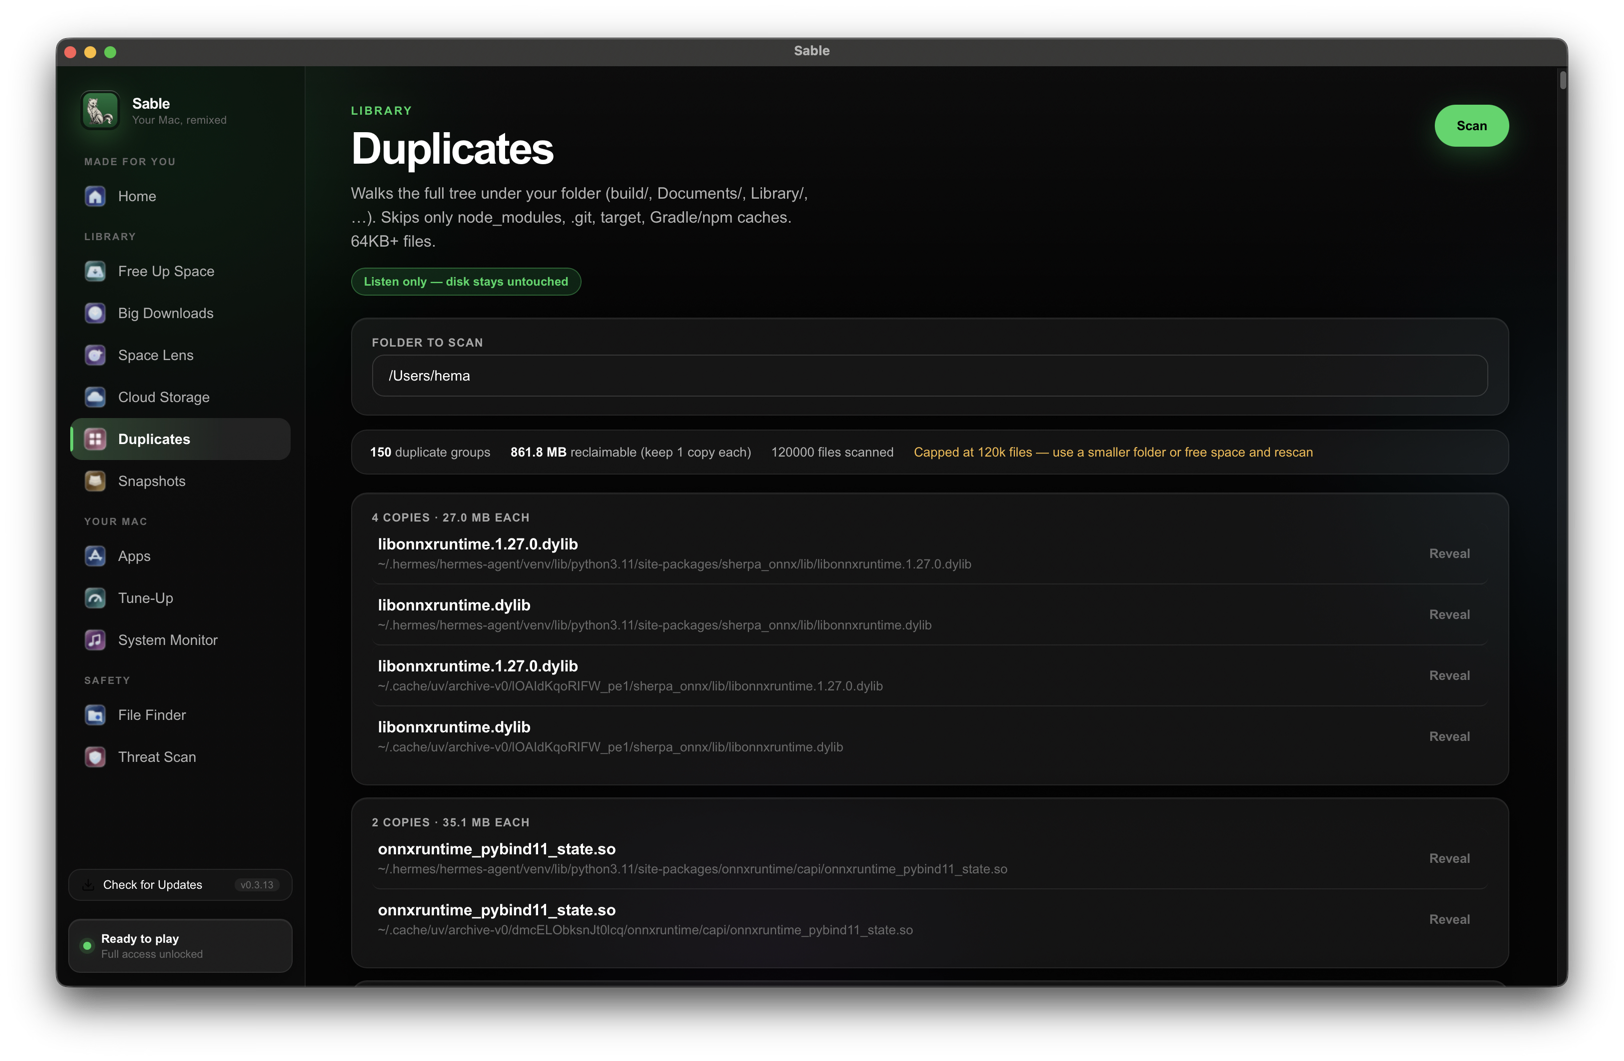 Sable
Sable
Your Mac, remixed
MADE FOR YOU
Home
LIBRARY
Free Up Space
Big Downloads
Space Lens
Cloud Storage
Duplicates
Snapshots
YOUR MAC
Apps
Tune-Up
System Monitor
SAFETY
File Finder
Threat Scan
Check for Updates v0.3.13
Ready to play
Full access unlocked
LIBRARY
Duplicates
Scan
Walks the full tree under your folder (build/, Documents/, Library/,
…). Skips only node_modules, .git, target, Gradle/npm caches.
64KB+ files.
Listen only — disk stays untouched
FOLDER TO SCAN
/Users/hema
150 duplicate groups 861.8 MB reclaimable (keep 1 copy each) 120000 files scanned Capped at 120k files — use a smaller folder or free space and rescan
4 COPIES · 27.0 MB EACH
libonnxruntime.1.27.0.dylib
~/.hermes/hermes-agent/venv/lib/python3.11/site-packages/sherpa_onnx/lib/libonnxruntime.1.27.0.dylib
Reveal
libonnxruntime.dylib
~/.hermes/hermes-agent/venv/lib/python3.11/site-packages/sherpa_onnx/lib/libonnxruntime.dylib
Reveal
libonnxruntime.1.27.0.dylib
~/.cache/uv/archive-v0/lOAIdKqoRIFW_pe1/sherpa_onnx/lib/libonnxruntime.1.27.0.dylib
Reveal
libonnxruntime.dylib
~/.cache/uv/archive-v0/lOAIdKqoRIFW_pe1/sherpa_onnx/lib/libonnxruntime.dylib
Reveal
2 COPIES · 35.1 MB EACH
onnxruntime_pybind11_state.so
~/.hermes/hermes-agent/venv/lib/python3.11/site-packages/onnxruntime/capi/onnxruntime_pybind11_state.so
Reveal
onnxruntime_pybind11_state.so
~/.cache/uv/archive-v0/dmcELObksnJt0lcq/onnxruntime/capi/onnxruntime_pybind11_state.so
Reveal